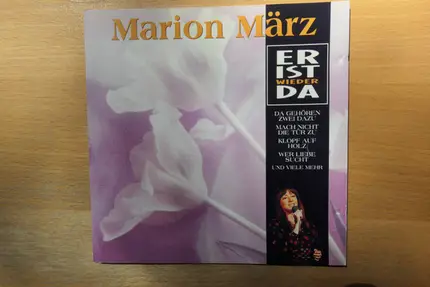 Marion März
ER
IST
WIEDER
DA
DA GEHÖREN
ZWEI DAZU
MACH NICHT
DIE TÜR ZU
KLOPF AUF
HOLZ
WER LIEBE
SUCHT
UND VIELE MEHR